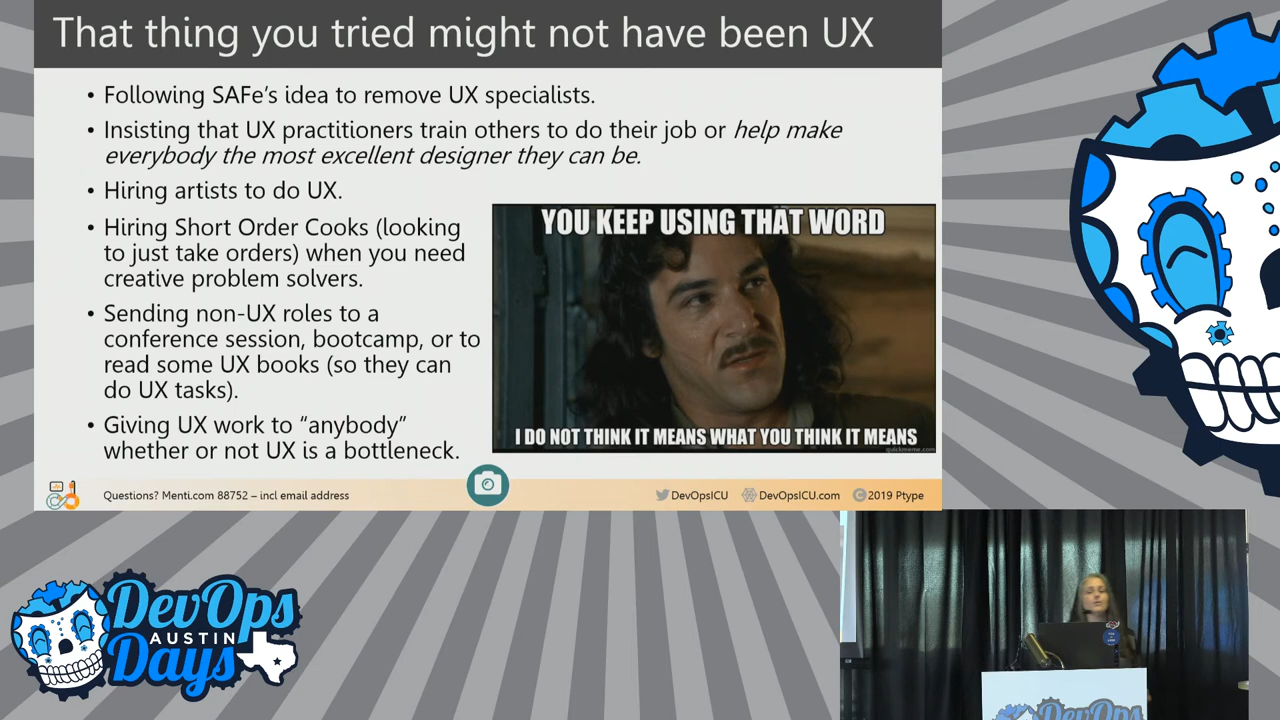 That thing you tried might not have been UX
• Following SAFe's idea to remove UX specialists.
• Insisting that UX practitioners train others to do their job or help make
everybody the most excellent designer they can be.
• Hiring artists to do UX.
• Hiring Short Order Cooks (looking
to just take orders) when you need
creative problem solvers.
• Sending non-UX roles to a
conference session, bootcamp, or to
read some UX books (so they can
do UX tasks).
• Giving UX work to “anybody”
whether or not UX is a bottleneck.
YOU KEEP USING THAT WORD
I DO NOT THINK IT MEANS WHAT YOU THINK IT MEANS
quickmeme.com
Questions? Menti.com 88752 – incl email address
DevOpsICU
DevOpsICU.com
© 2019 Ptype
DevOps
AUSTIN
Days
DevOps